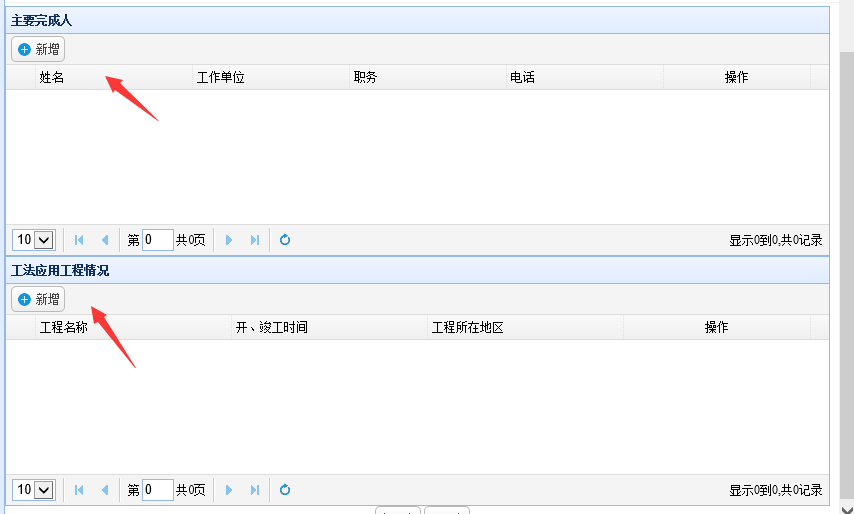 主要完成人
新增
姓名 工作单位 职务 电话 操作
10 第 0 共0页 显示0到0,共0记录
工法应用工程情况
新增
工程名称 开、竣工时间 工程所在地区 操作
10 第 0 共0页 显示0到0,共0记录